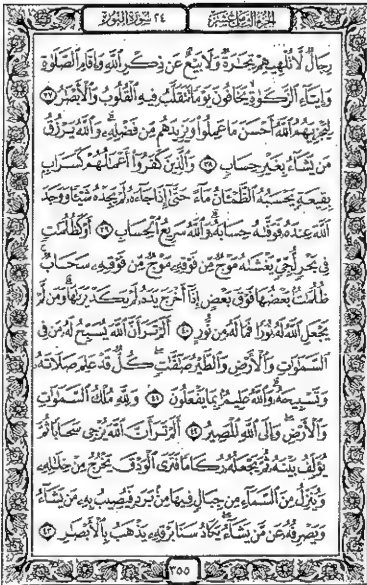 الجزء الثامن عشر ٢٤ سورة النور
رِجَالٌ لَّا تُلْهِيهِمْ تِجَٰرَةٌ وَلَا بَيْعٌ عَن ذِكْرِ ٱللَّهِ وَإِقَامِ ٱلصَّلَوٰةِ
وَإِيتَآءِ ٱلزَّكَوٰةِ يَخَافُونَ يَوْمًا تَتَقَلَّبُ فِيهِ ٱلْقُلُوبُ وَٱلْأَبْصَٰرُ ٣٧
لِيَجْزِيَهُمُ ٱللَّهُ أَحْسَنَ مَا عَمِلُوا۟ وَيَزِيدَهُم مِّن فَضْلِهِۦ وَٱللَّهُ يَرْزُقُ
مَن يَشَآءُ بِغَيْرِ حِسَابٍ ٣٨ وَٱلَّذِينَ كَفَرُوٓا۟ أَعْمَٰلُهُمْ كَسَرَابٍۭ
بِقِيعَةٍ يَحْسَبُهُ ٱلظَّمْـَٔانُ مَآءً حَتَّىٰٓ إِذَا جَآءَهُۥ لَمْ يَجِدْهُ شَيْـًٔا وَوَجَدَ
ٱللَّهَ عِندَهُۥ فَوَفَّىٰهُ حِسَابَهُۥ وَٱللَّهُ سَرِيعُ ٱلْحِسَابِ ٣٩ أَوْ كَظُلُمَٰتٍ
فِى بَحْرٍ لُّجِّىٍّ يَغْشَىٰهُ مَوْجٌ مِّن فَوْقِهِۦ مَوْجٌ مِّن فَوْقِهِۦ سَحَابٌ
ظُلُمَٰتٌۢ بَعْضُهَا فَوْقَ بَعْضٍ إِذَآ أَخْرَجَ يَدَهُۥ لَمْ يَكَدْ يَرَىٰهَا وَمَن لَّمْ
يَجْعَلِ ٱللَّهُ لَهُۥ نُورًا فَمَا لَهُۥ مِن نُّورٍ ٤٠ أَلَمْ تَرَ أَنَّ ٱللَّهَ يُسَبِّحُ لَهُۥ مَن فِى
ٱلسَّمَٰوَٰتِ وَٱلْأَرْضِ وَٱلطَّيْرُ صَٰٓفَّٰتٍ كُلٌّ قَدْ عَلِمَ صَلَاتَهُۥ
وَتَسْبِيحَهُۥ وَٱللَّهُ عَلِيمٌۢ بِمَا يَفْعَلُونَ ٤١ وَلِلَّهِ مُلْكُ ٱلسَّمَٰوَٰتِ
وَٱلْأَرْضِ وَإِلَى ٱللَّهِ ٱلْمَصِيرُ ٤٢ أَلَمْ تَرَ أَنَّ ٱللَّهَ يُزْجِى سَحَابًا ثُمَّ
يُؤَلِّفُ بَيْنَهُۥ ثُمَّ يَجْعَلُهُۥ رُكَامًا فَتَرَى ٱلْوَدْقَ يَخْرُجُ مِنْ خِلَٰلِهِۦ
وَيُنَزِّلُ مِنَ ٱلسَّمَآءِ مِن جِبَالٍ فِيهَا مِنۢ بَرَدٍ فَيُصِيبُ بِهِۦ مَن يَشَآءُ
وَيَصْرِفُهُۥ عَن مَّن يَشَآءُ يَكَادُ سَنَا بَرْقِهِۦ يَذْهَبُ بِٱلْأَبْصَٰرِ ٤٣
٣٥٥